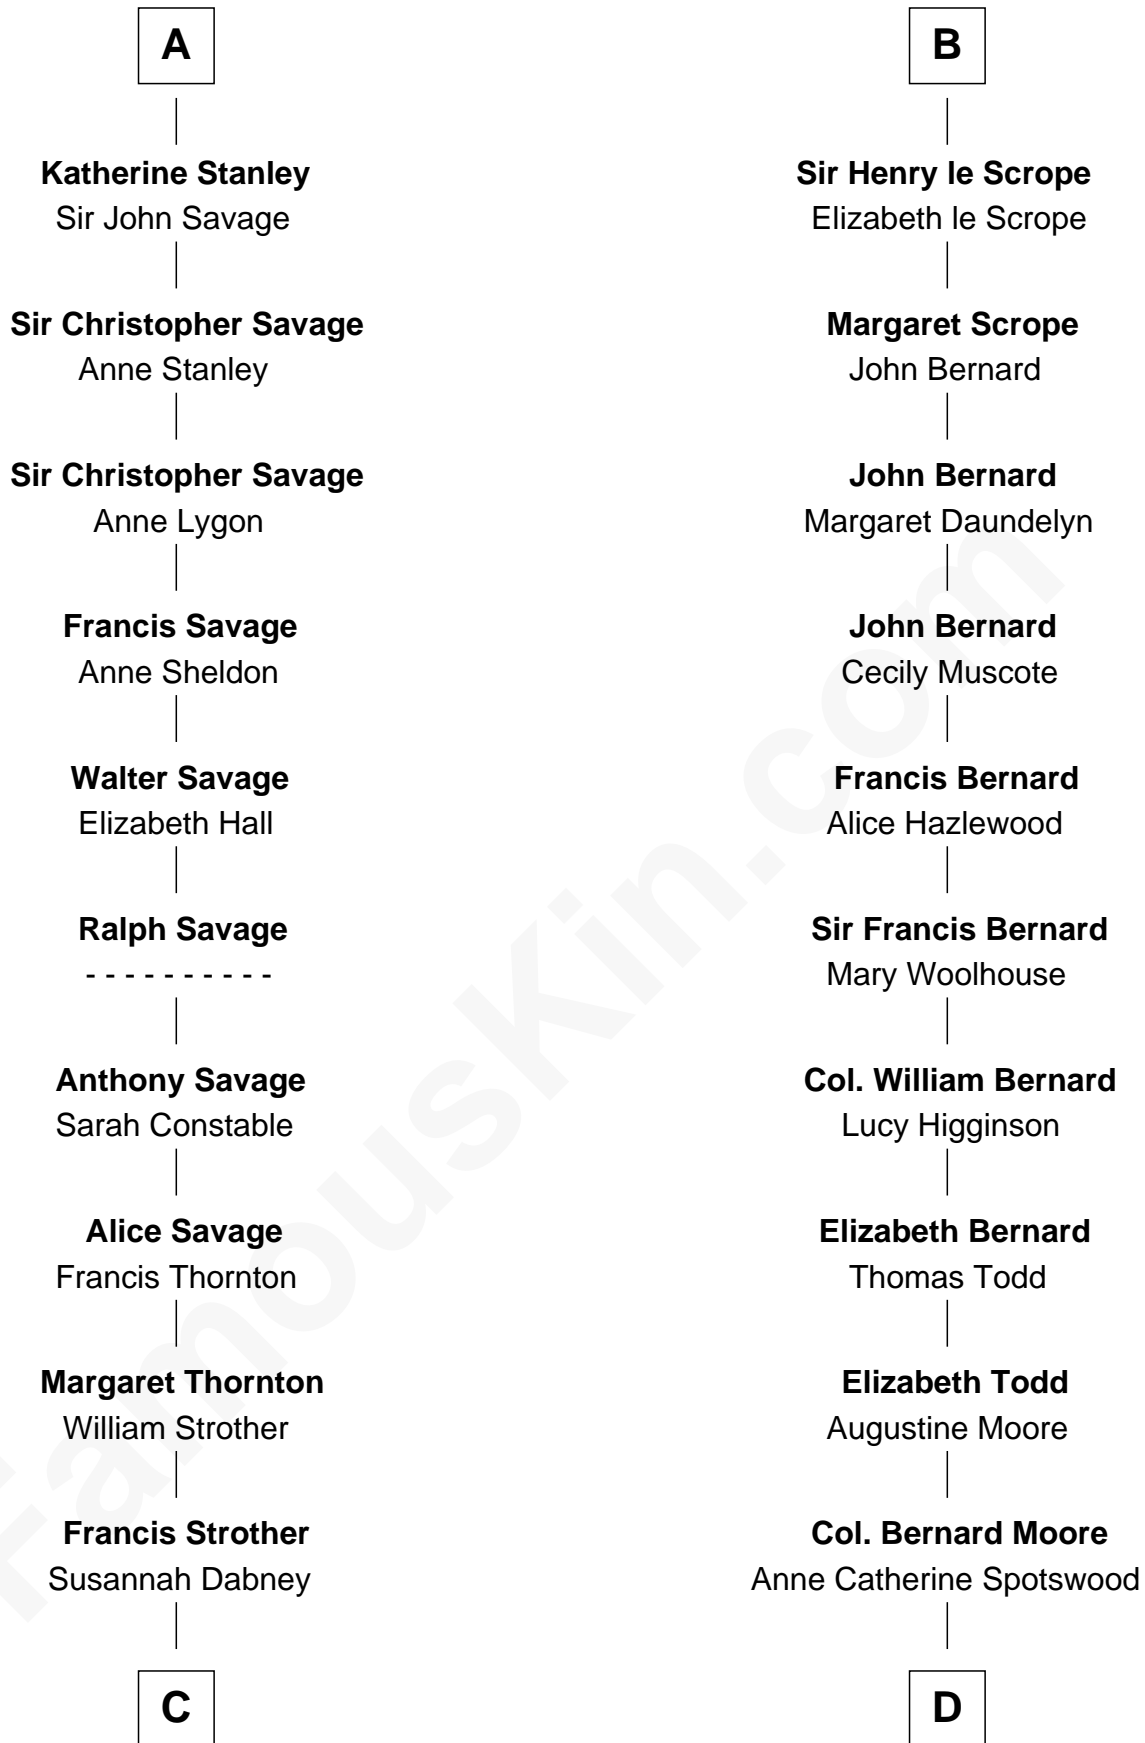 A
Katherine Stanley
Sir John Savage
Sir Christopher Savage
Anne Stanley
Sir Christopher Savage
Anne Lygon
Francis Savage
Anne Sheldon
Walter Savage
Elizabeth Hall
Ralph Savage
- - - - - - - - - -
Anthony Savage
Sarah Constable
Alice Savage
Francis Thornton
Margaret Thornton
William Strother
Francis Strother
Susannah Dabney
C
B
Sir Henry le Scrope
Elizabeth le Scrope
Margaret Scrope
John Bernard
John Bernard
Margaret Daundelyn
John Bernard
Cecily Muscote
Francis Bernard
Alice Hazlewood
Sir Francis Bernard
Mary Woolhouse
Col. William Bernard
Lucy Higginson
Elizabeth Bernard
Thomas Todd
Elizabeth Todd
Augustine Moore
Col. Bernard Moore
Anne Catherine Spotswood
D
FamousKin.com